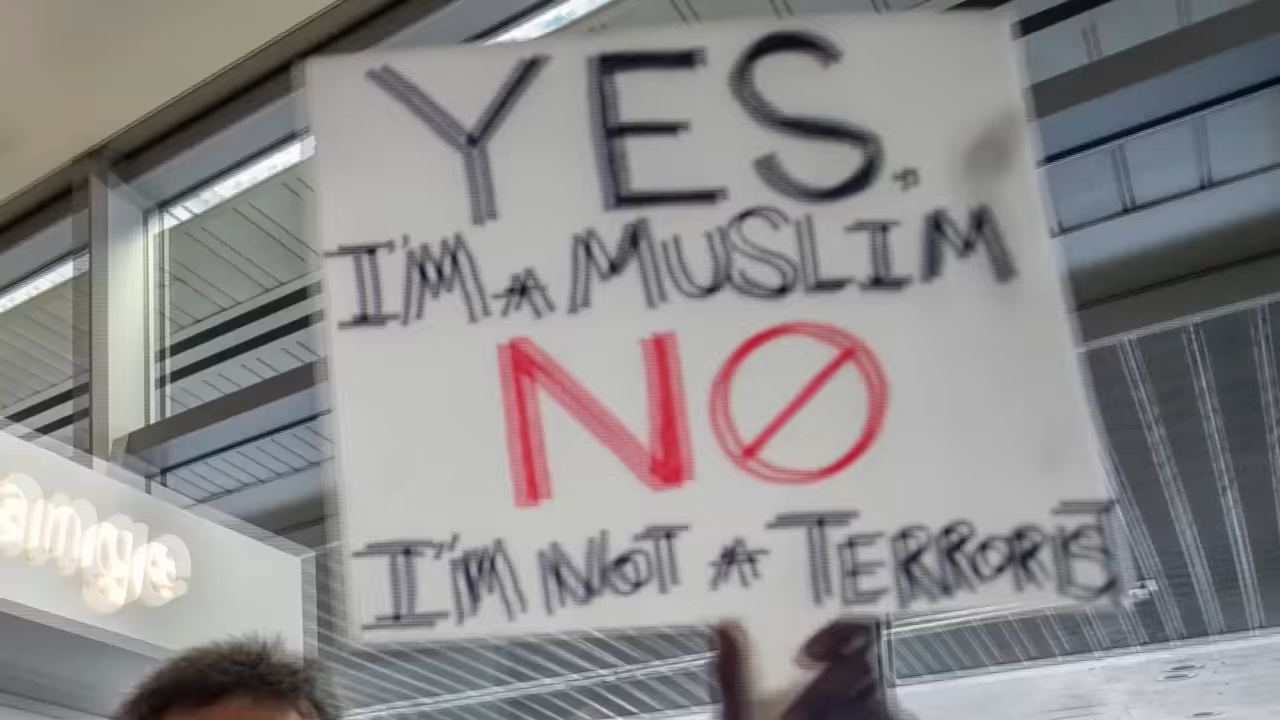 YES.
I'M A MUSLIM
NO
I'M NOT A TERRORIST